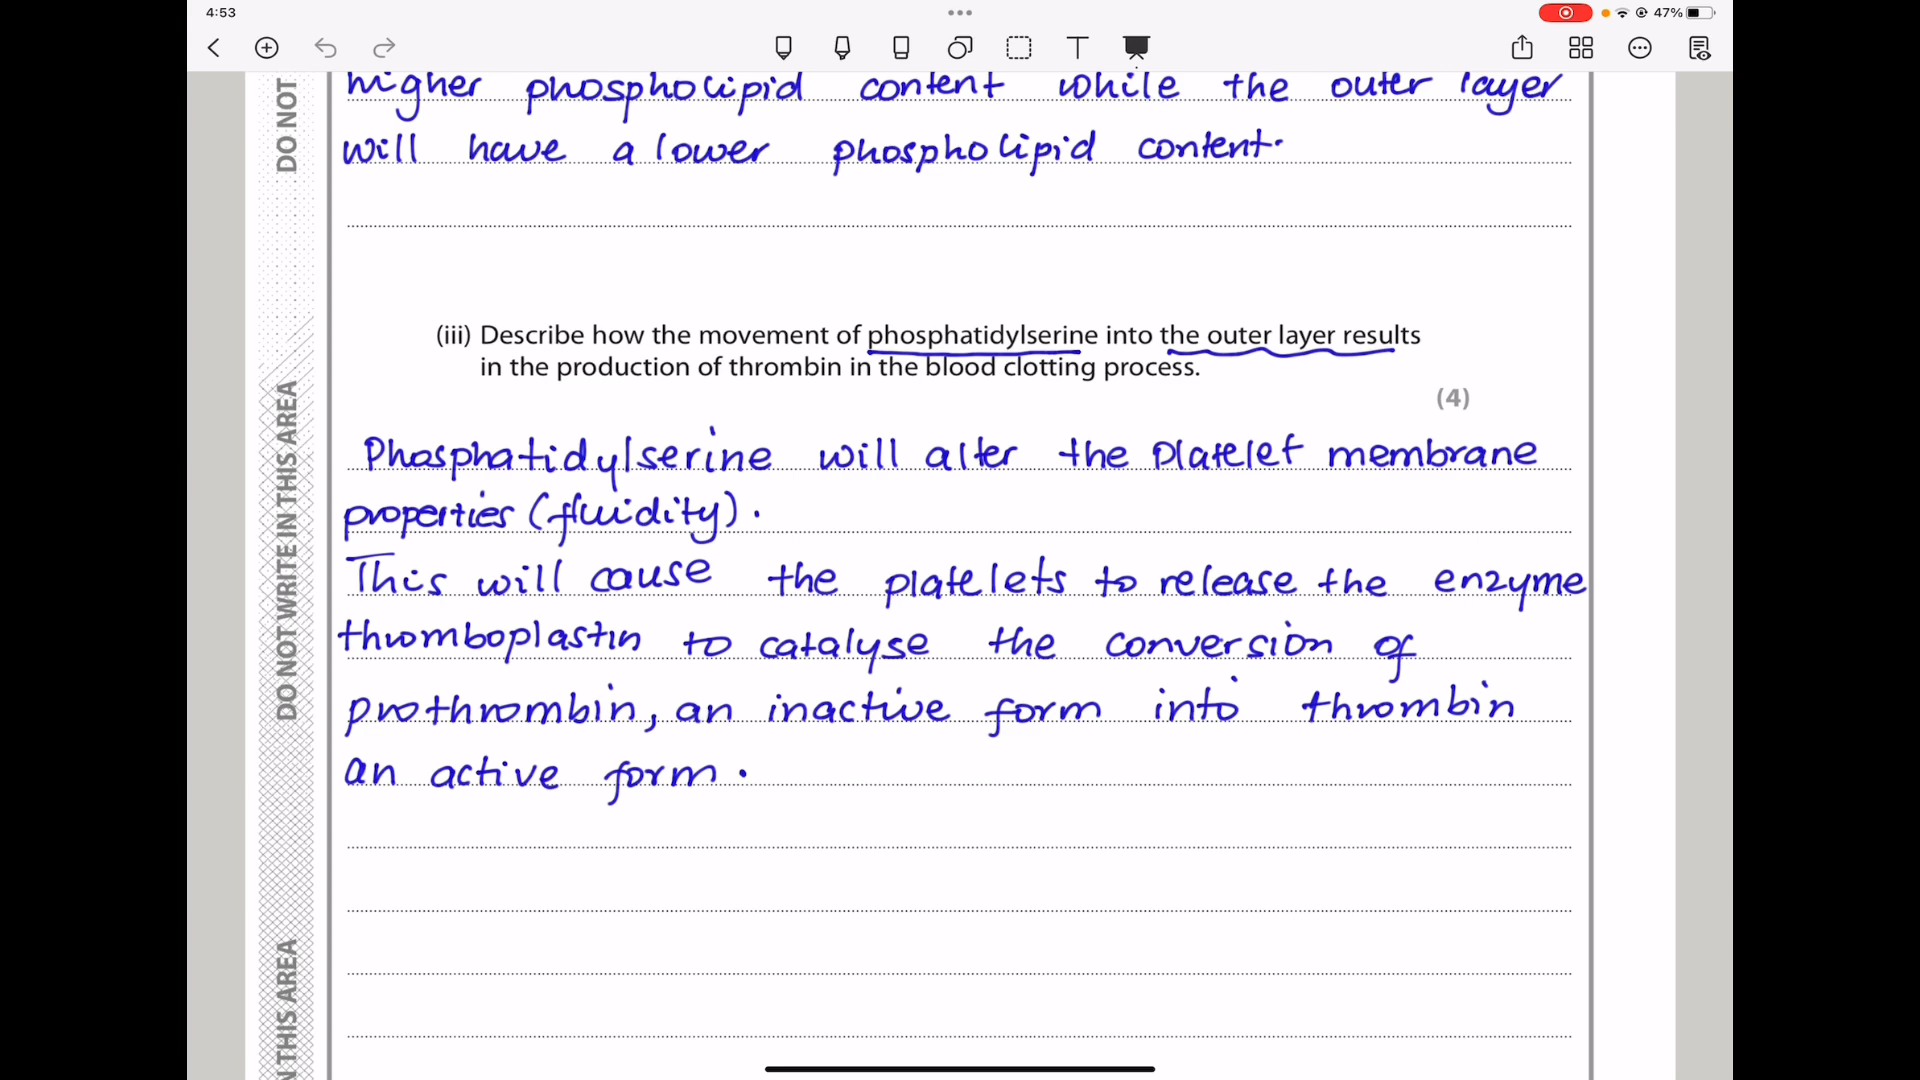 4:53
47%
higher phospholipid content while the outer layer
will have a lower phospholipid content.
(iii) Describe how the movement of phosphatidylserine into the outer layer results
in the production of thrombin in the blood clotting process.
(4)
Phosphatidylserine will alter the platelet membrane
properties (fluidity).
This will cause the platelets to release the enzyme
thromboplastin to catalyse the conversion of
prothrombin, an inactive form into thrombin
an active form.
DO NOT
DO NOT WRITE IN THIS AREA
N THIS AREA